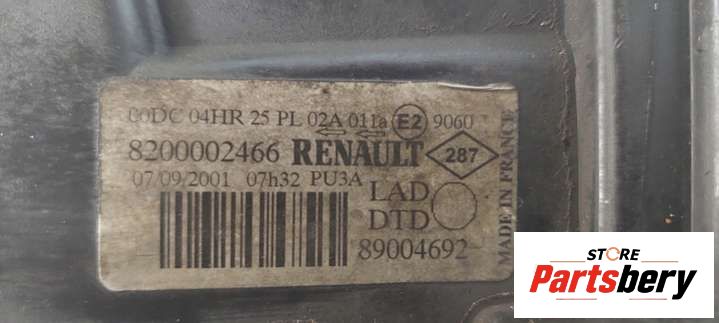 00DC 04HR 25 PL 02A 011a E2 9060
8200002466 RENAULT 287
07/09/2001 07h32 PU3A
LAD
DTD
89004692
MADE IN FRANCE
STORE
Partsbery